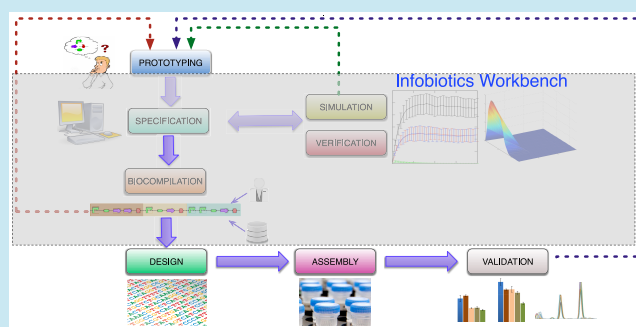 ?
PROTOTYPING
Infobiotics Workbench
SIMULATION
SPECIFICATION
VERIFICATION
BIOCOMPILATION
DESIGN
ASSEMBLY
VALIDATION